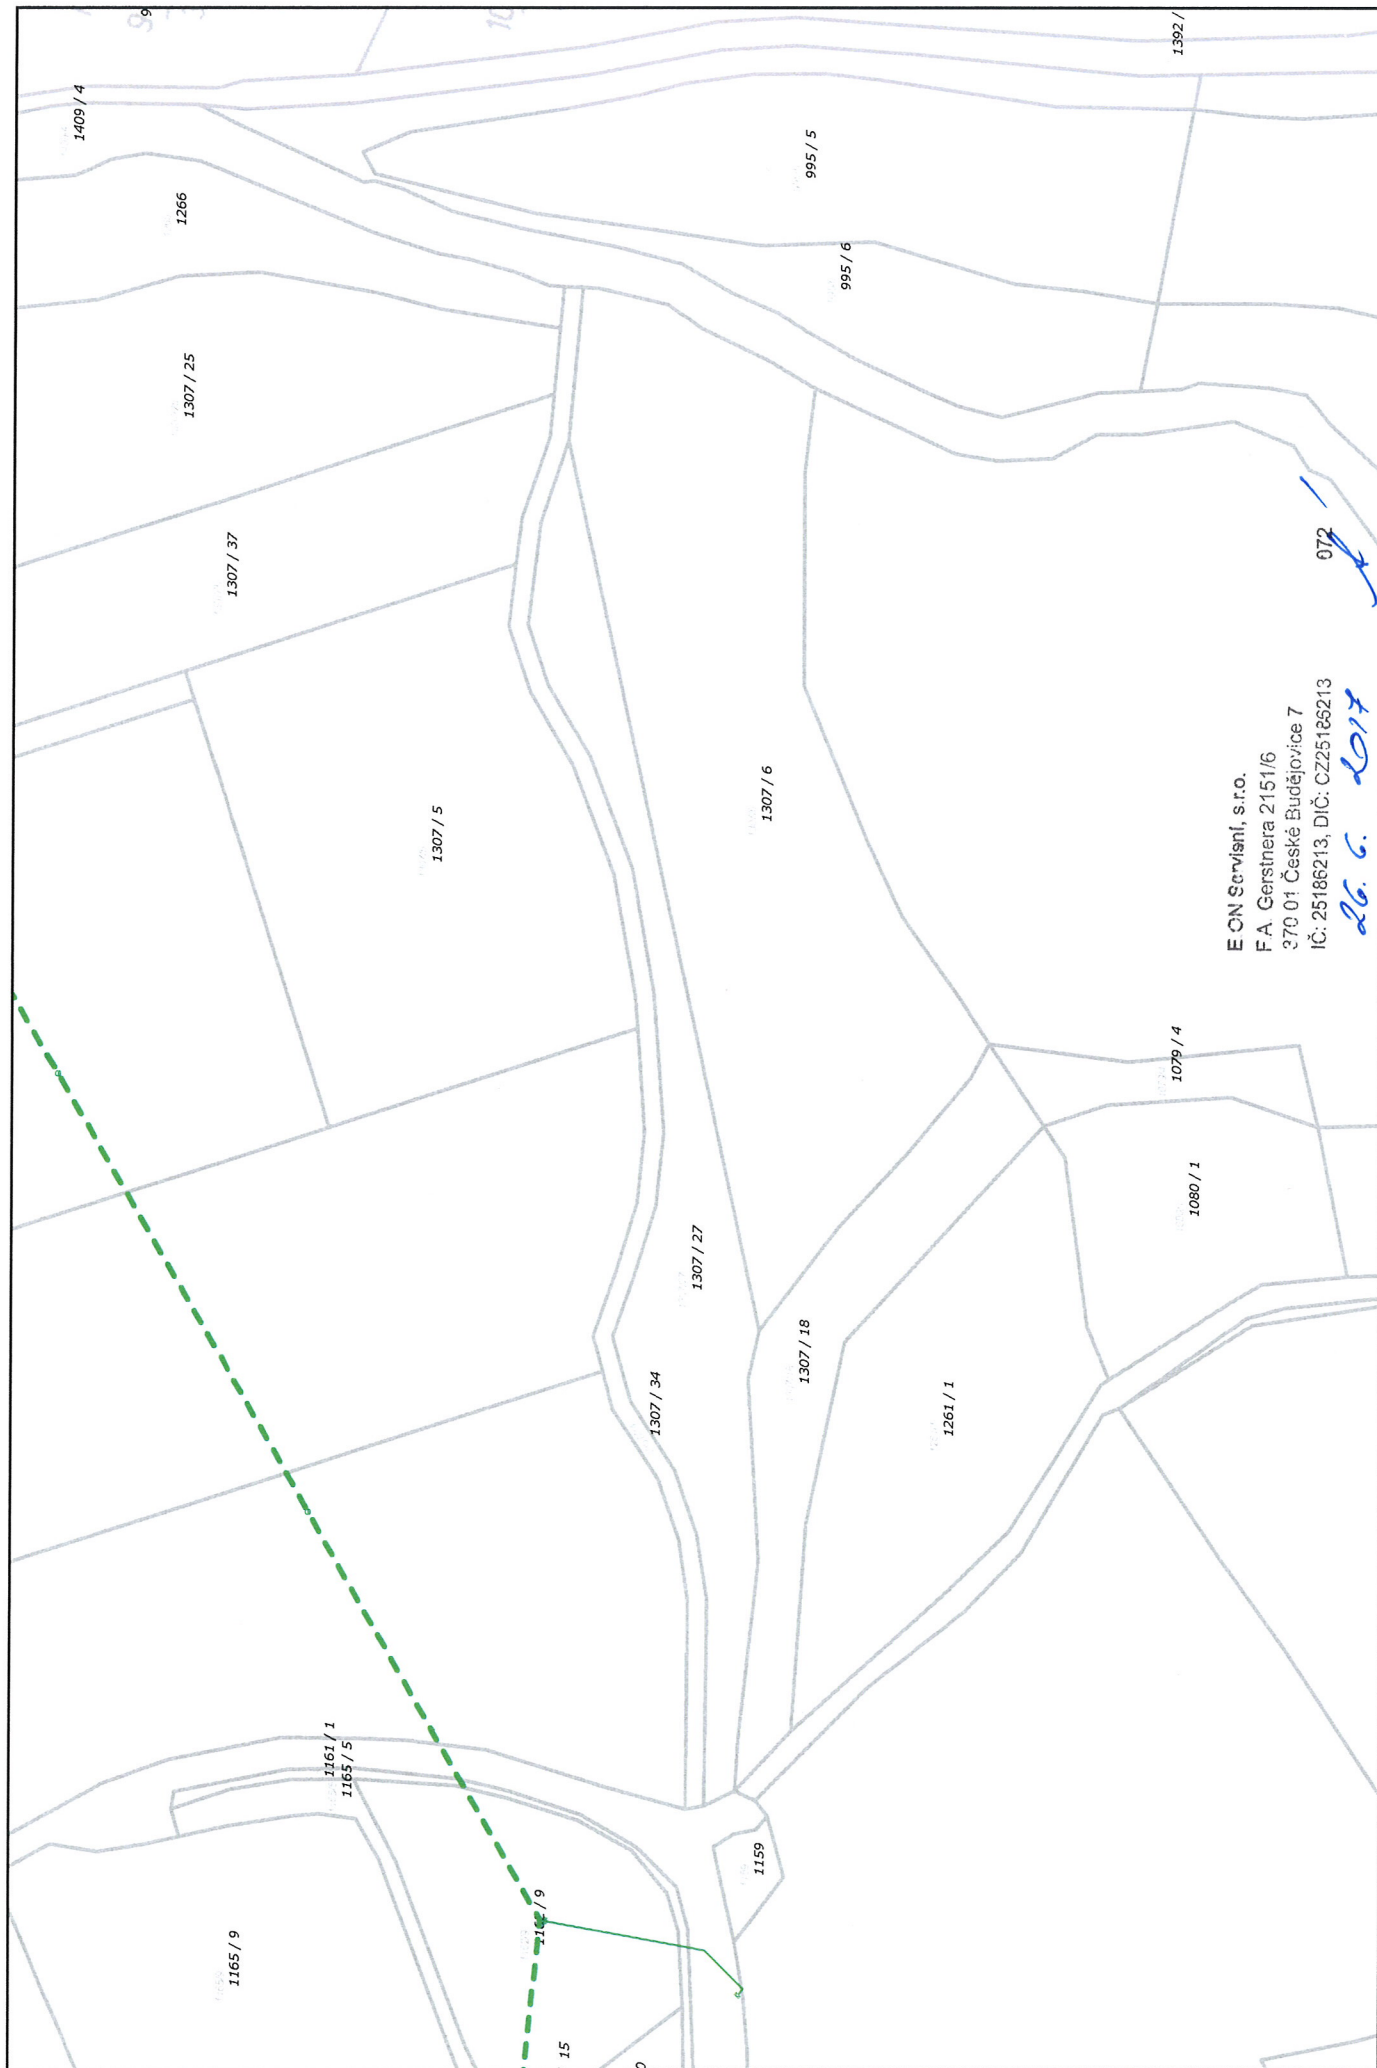 1409 / 4
1266
1307 / 25
1307 / 37
1307 / 5
995 / 5
995 / 6
1392 /
1307 / 6
1307 / 27
1307 / 34
1307 / 18
1261 / 1
1079 / 4
1080 / 1
1161 / 1
1165 / 5
1165 / 9
/ 9
1159
15
E.ON Servisní, s.r.o.
F.A. Gerstnera 2151/6
370 01 České Budějovice 7
IČ: 25186213, DIČ: CZ25186213
072
26. 6. 2017